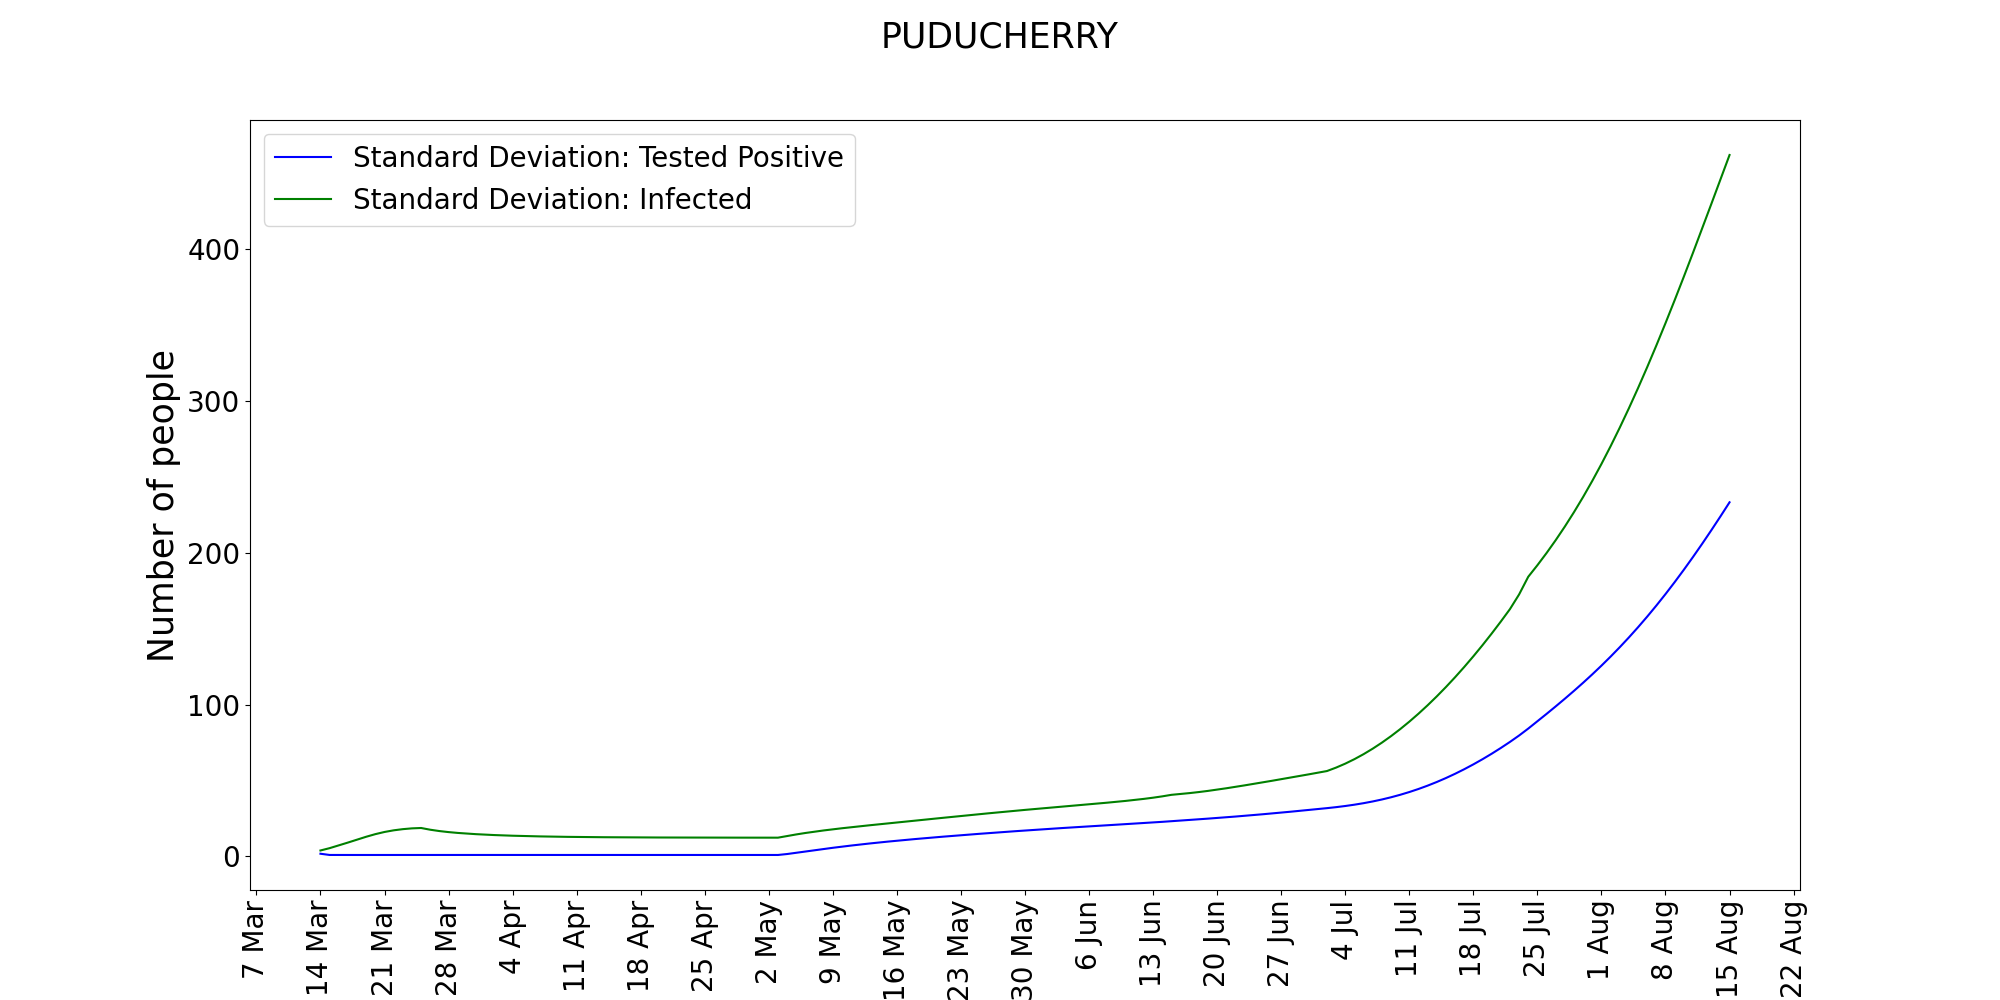 PUDUCHERRY
Standard Deviation: Tested Positive
Standard Deviation: Infected
Number of people
400
300
200
100
0
7 Mar
14 Mar
21 Mar
28 Mar
4 Apr
11 Apr
18 Apr
25 Apr
2 May
9 May
16 May
23 May
30 May
6 Jun
13 Jun
20 Jun
27 Jun
4 Jul
11 Jul
18 Jul
25 Jul
1 Aug
8 Aug
15 Aug
22 Aug